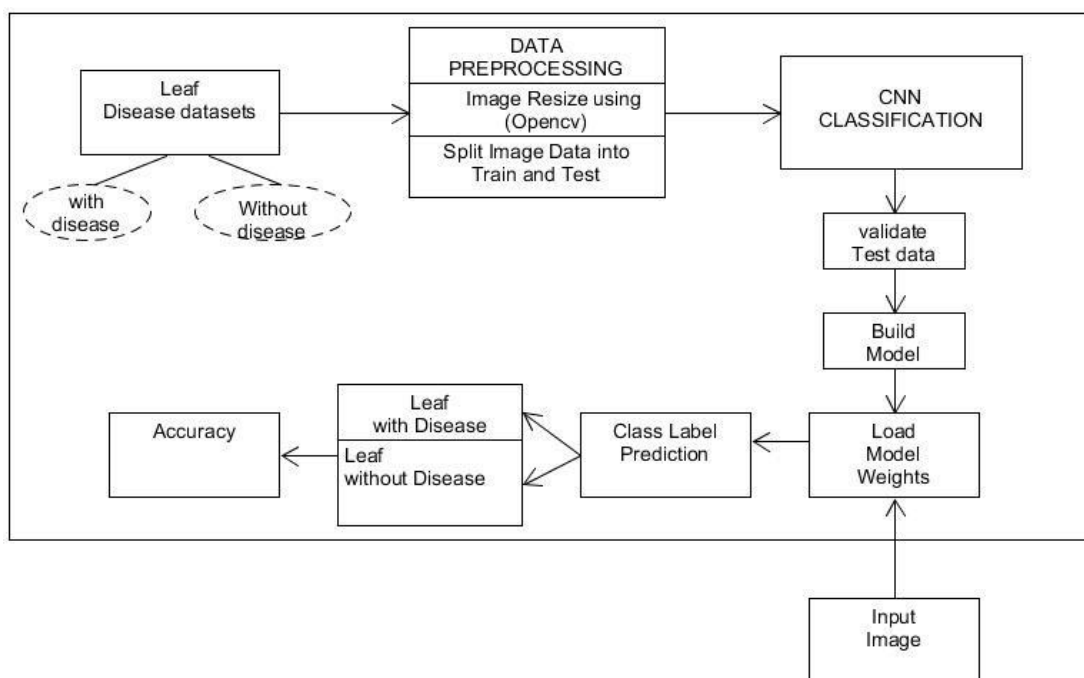 Leaf
Disease datasets
with
disease
Without
disease
DATA
PREPROCESSING
Image Resize using
(Opencv)
Split Image Data into
Train and Test
CNN
CLASSIFICATION
validate
Test data
Build
Model
Load
Model
Weights
Class Label
Prediction
Leaf
with Disease
Leaf
without Disease
Accuracy
Input
Image